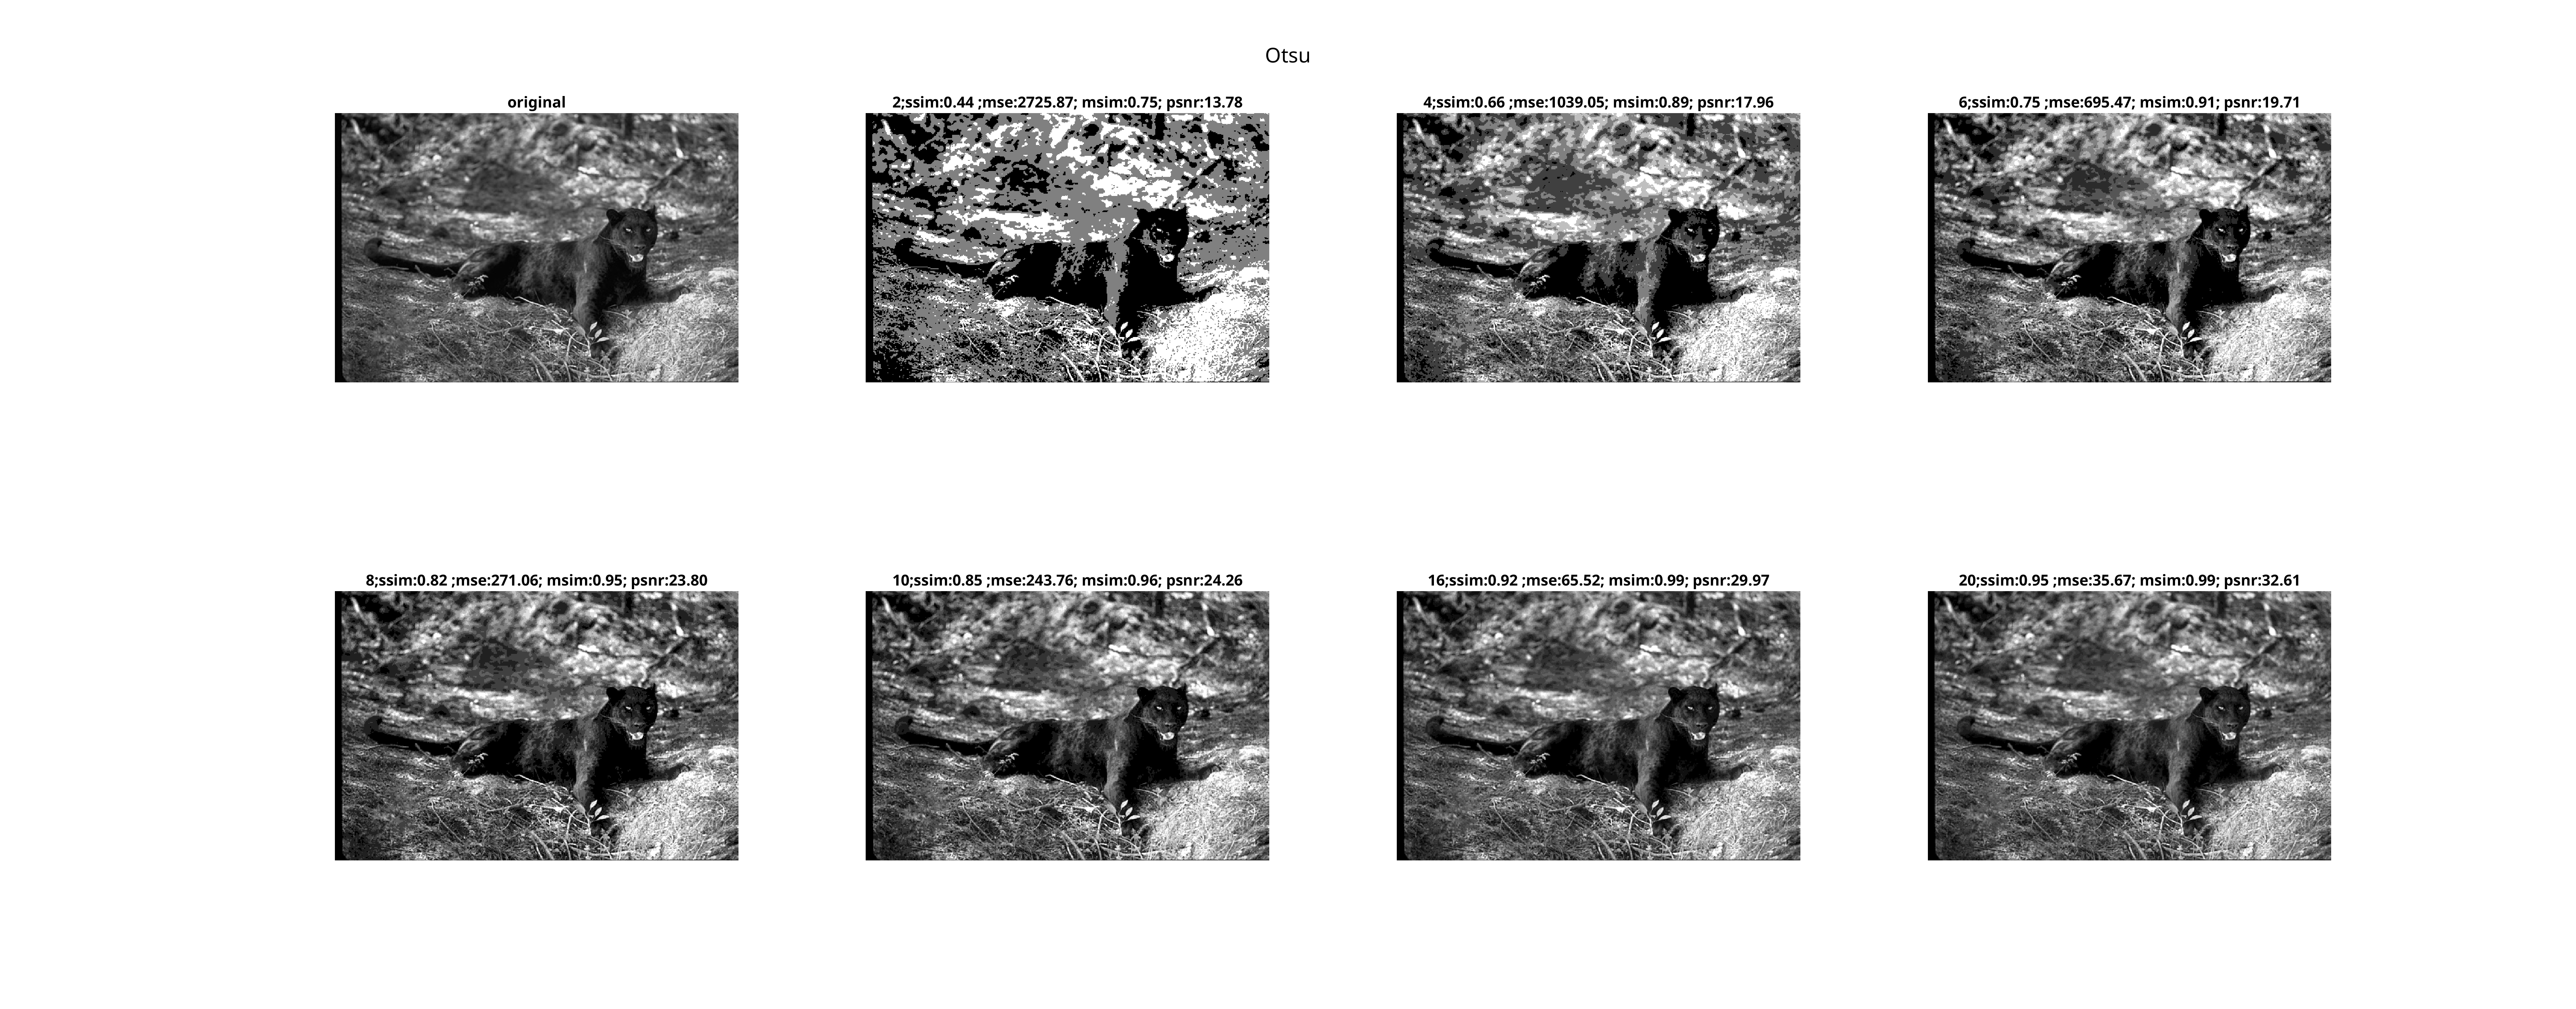 Otsu
original
2;ssim:0.44 ;mse:2725.87; msim:0.75; psnr:13.78
4;ssim:0.66 ;mse:1039.05; msim:0.89; psnr:17.96
6;ssim:0.75 ;mse:695.47; msim:0.91; psnr:19.71
8;ssim:0.82 ;mse:271.06; msim:0.95; psnr:23.80
10;ssim:0.85 ;mse:243.76; msim:0.96; psnr:24.26
16;ssim:0.92 ;mse:65.52; msim:0.99; psnr:29.97
20;ssim:0.95 ;mse:35.67; msim:0.99; psnr:32.61